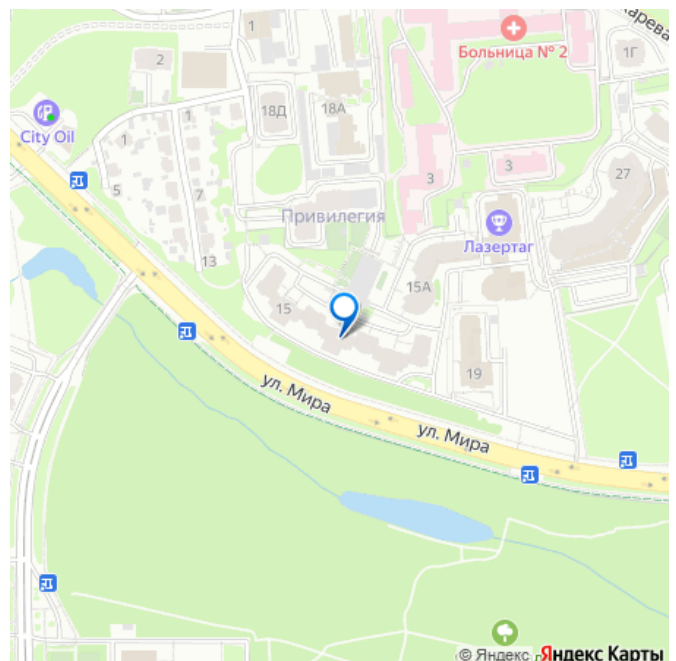 карева
1
Больница № 2
1Г
2
City Oil
18Д
18А
1
3
3
27
5
7
Привилегия
Лазертаг
13
15А
15
19
ул. Мира
ул. Мира
© Яндекс
Яндекс Карты